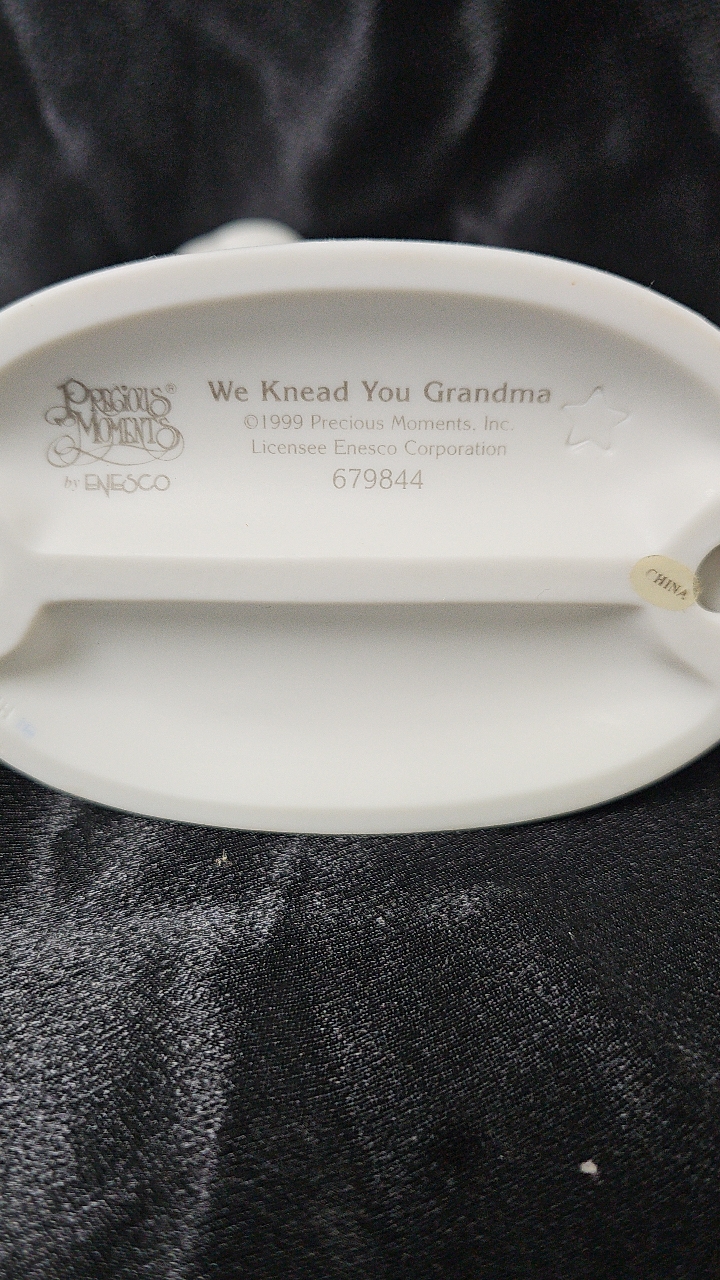 PRECIOUS
MOMENTS®
by ENESCO
We Knead You Grandma
©1999 Precious Moments, Inc.
Licensee Enesco Corporation
679844
CHINA